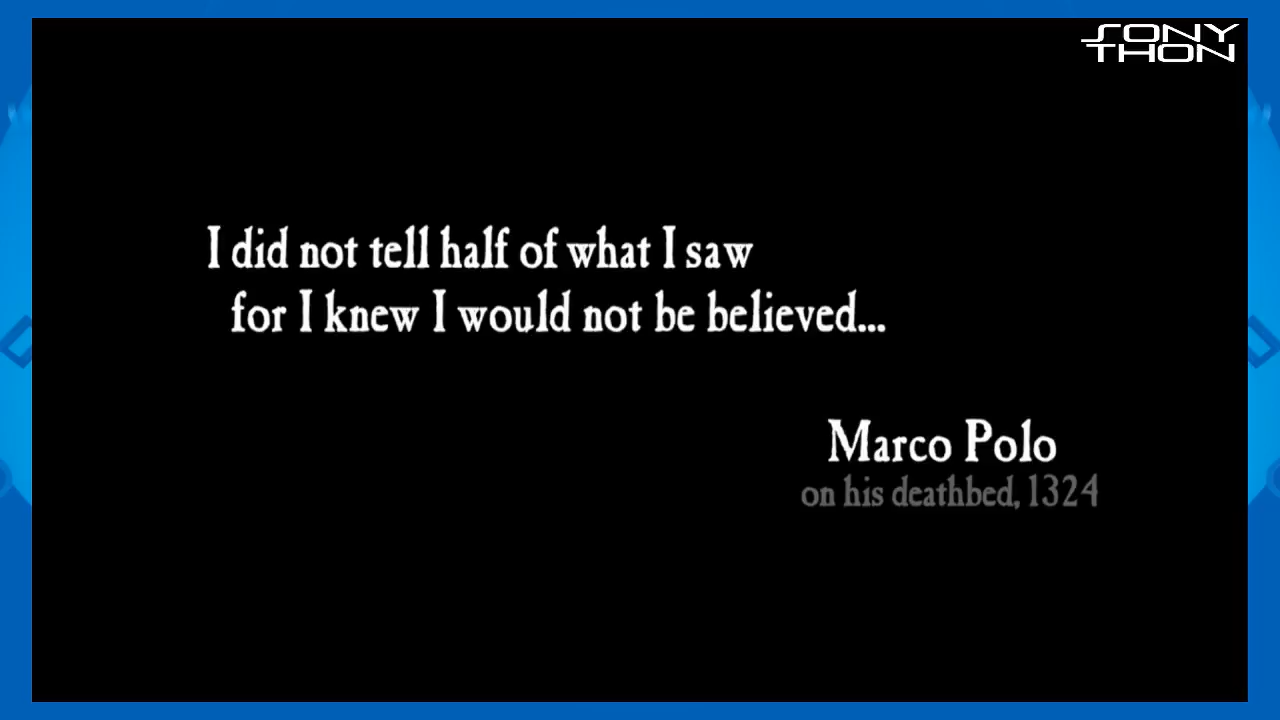 SONY
THON
I did not tell half of what I saw
for I knew I would not be believed...
Marco Polo
on his deathbed, 1324